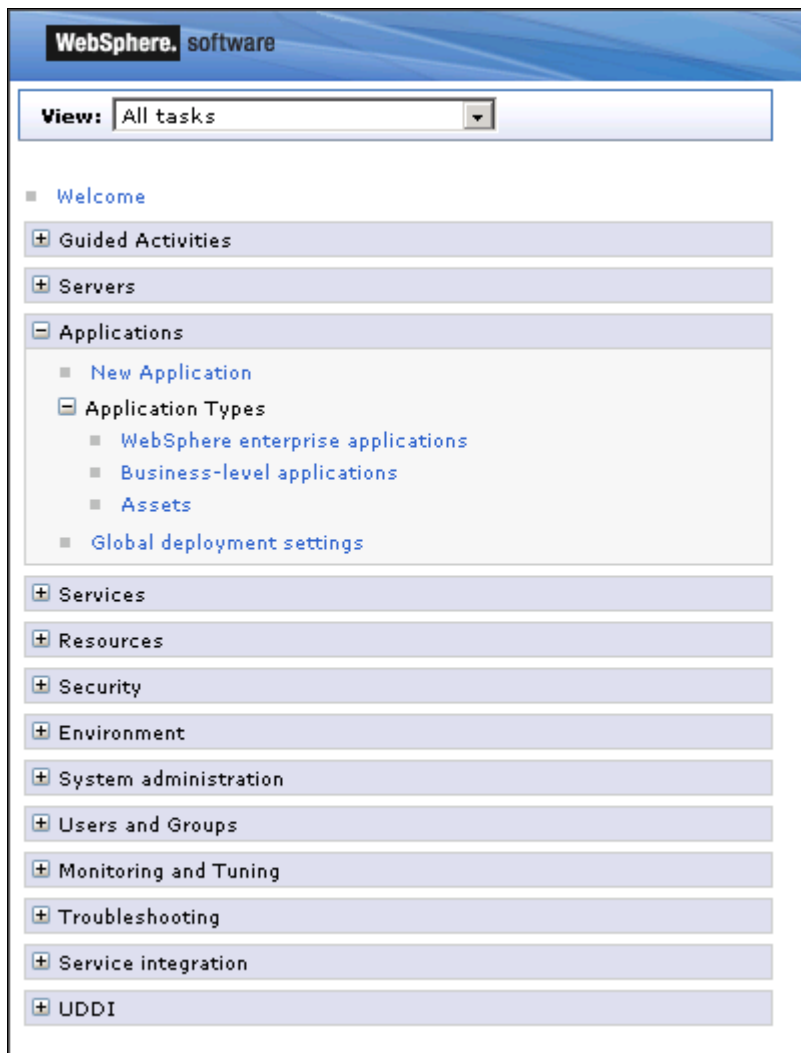 WebSphere. software
View: All tasks
Welcome
Guided Activities
Servers
Applications
New Application
Application Types
WebSphere enterprise applications
Business-level applications
Assets
Global deployment settings
Services
Resources
Security
Environment
System administration
Users and Groups
Monitoring and Tuning
Troubleshooting
Service integration
UDDI